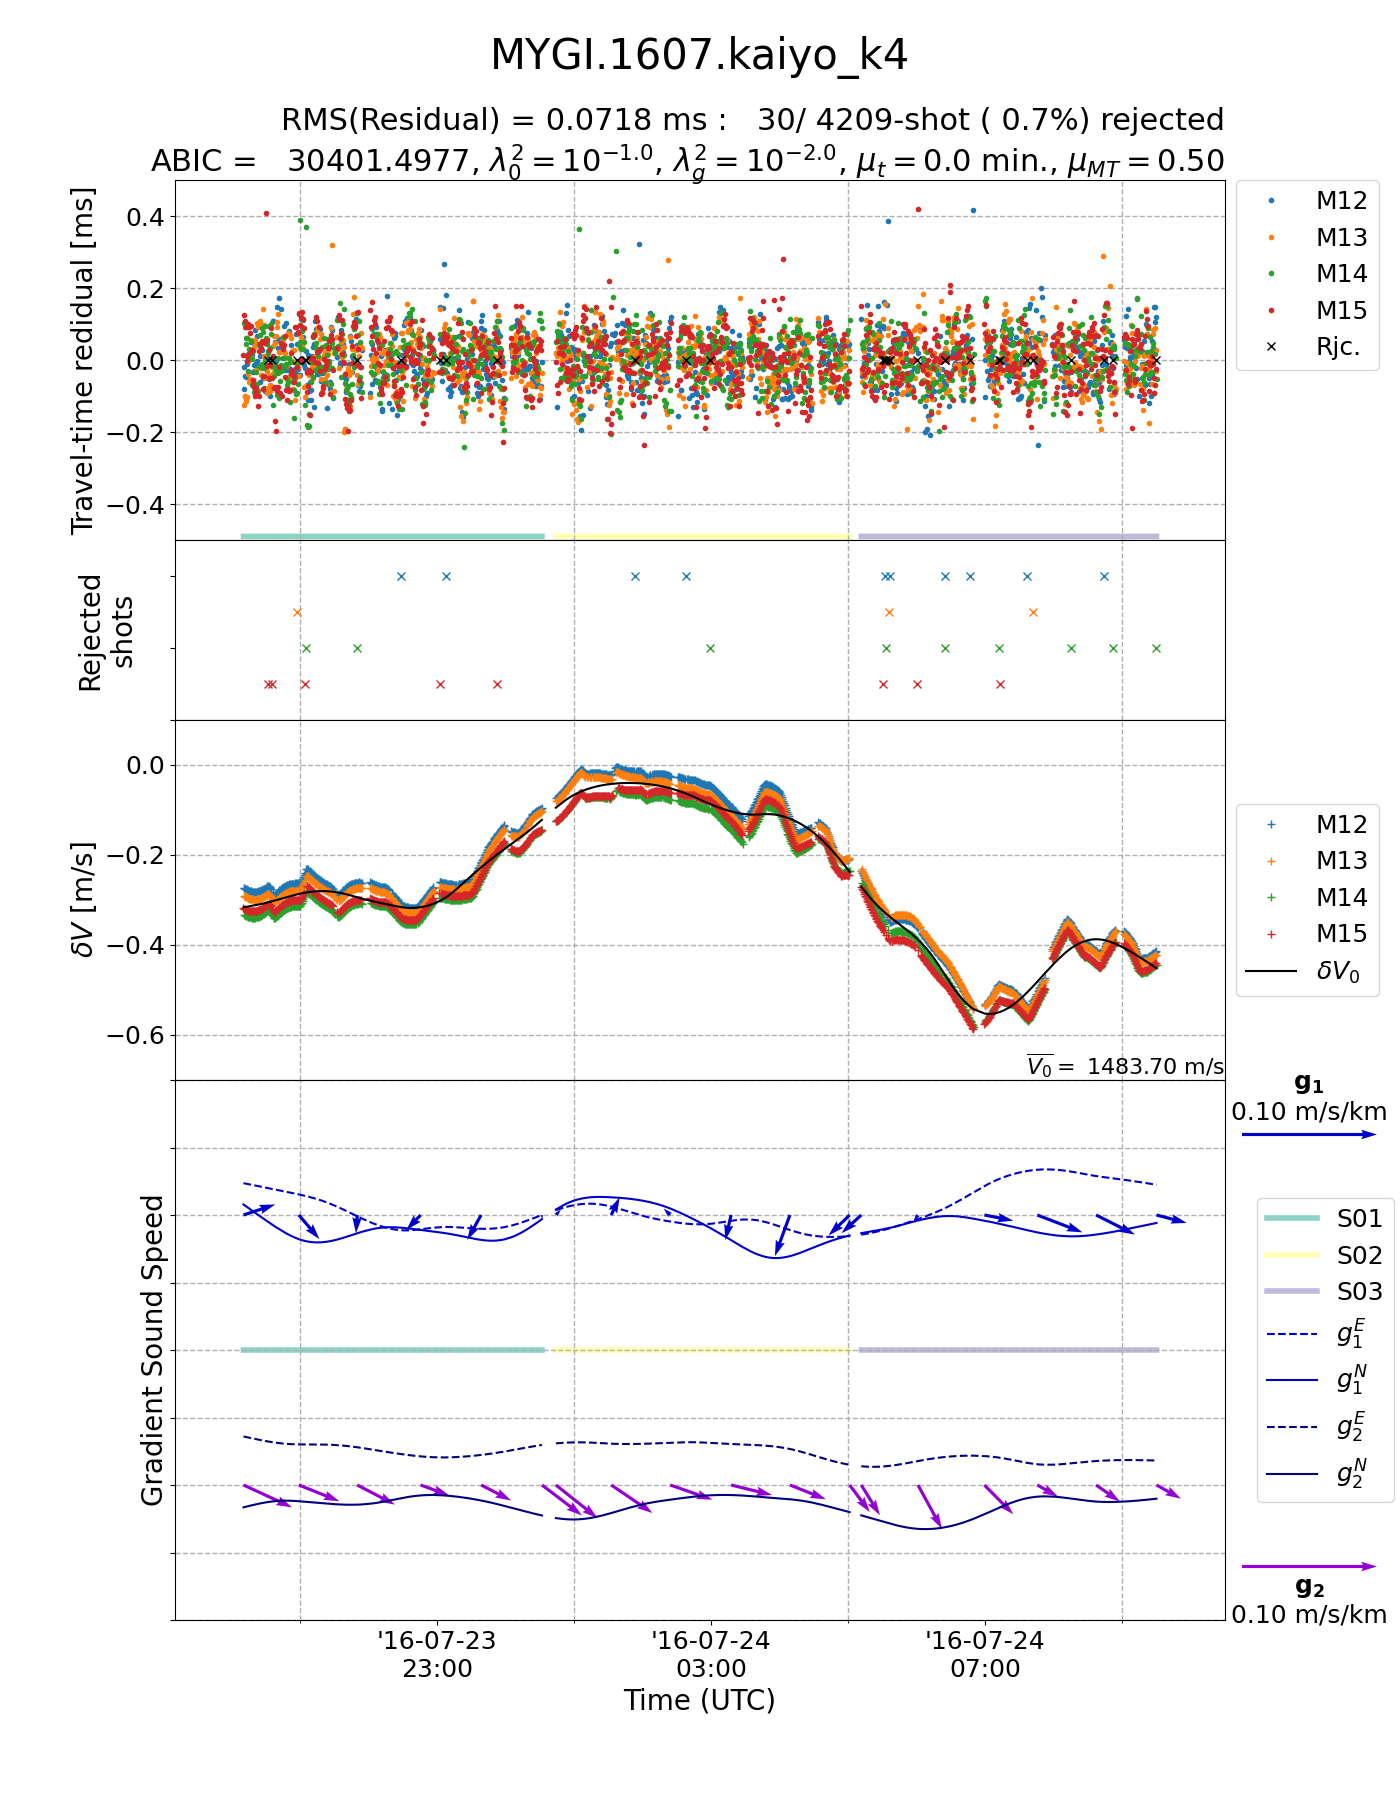 MYGI.1607.kaiyo_k4
RMS(Residual) = 0.0718 ms :   30/ 4209-shot ( 0.7%) rejected
ABIC =   30401.4977, λ₀² = 10⁻¹·⁰, λg² = 10⁻²·⁰, μt = 0.0 min., μMT = 0.50
Travel-time redidual [ms]
0.4
0.2
0.0
−0.2
−0.4
M12
M13
M14
M15
Rjc.
Rejected
shots
δV [m/s]
0.0
−0.2
−0.4
−0.6
V̅₀ = 1483.70 m/s
M12
M13
M14
M15
δV₀
Gradient Sound Speed
g₁
0.10 m/s/km
S01
S02
S03
g₁ᴱ
g₁ᴺ
g₂ᴱ
g₂ᴺ
g₂
0.10 m/s/km
'16-07-23
23:00
'16-07-24
03:00
'16-07-24
07:00
Time (UTC)